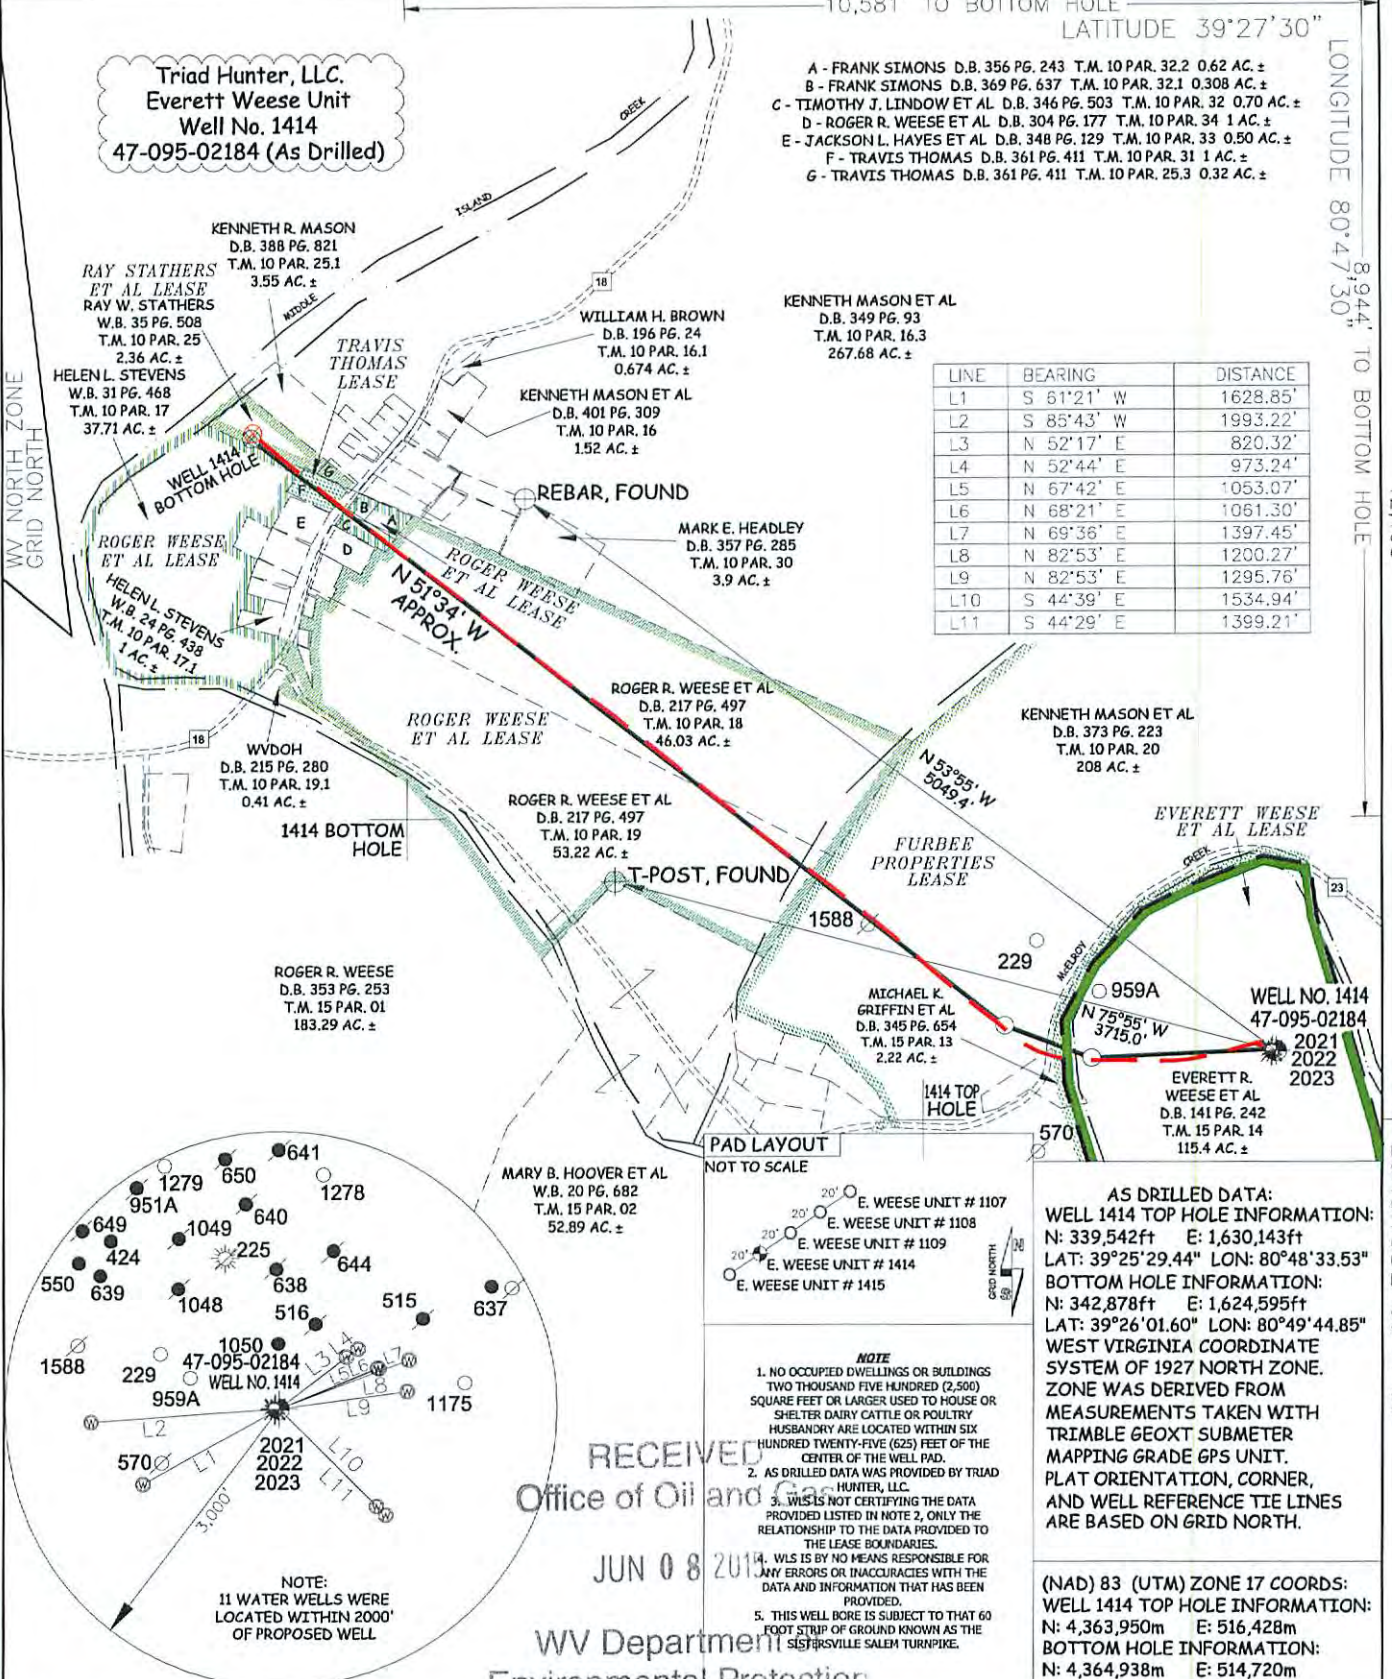 10,581' TO BOTTOM HOLE
LATITUDE 39°27'30"
LONGITUDE 80°47'30"
8,944' TO BOTTOM HOLE
Triad Hunter, LLC.
Everett Weese Unit
Well No. 1414
47-095-02184 (As Drilled)
A - FRANK SIMONS D.B. 356 PG. 243 T.M. 10 PAR. 32.2 0.62 AC. ±
B - FRANK SIMONS D.B. 369 PG. 637 T.M. 10 PAR. 32.1 0.308 AC. ±
C - TIMOTHY J. LINDOW ET AL D.B. 346 PG. 503 T.M. 10 PAR. 32 0.70 AC. ±
D - ROGER R. WEESE ET AL D.B. 304 PG. 177 T.M. 10 PAR. 34 1 AC. ±
E - JACKSON L. HAYES ET AL D.B. 348 PG. 129 T.M. 10 PAR. 33 0.50 AC. ±
F - TRAVIS THOMAS D.B. 361 PG. 411 T.M. 10 PAR. 31 1 AC. ±
G - TRAVIS THOMAS D.B. 361 PG. 411 T.M. 10 PAR. 25.3 0.32 AC. ±
WV NORTH ZONE
GRID NORTH
MIDDLE
ISLAND
CREEK
KENNETH R. MASON
D.B. 388 PG. 821
T.M. 10 PAR. 25.1
3.55 AC. ±
RAY STATHERS
ET AL LEASE
RAY W. STATHERS
W.B. 35 PG. 508
T.M. 10 PAR. 25
2.36 AC. ±
HELEN L. STEVENS
W.B. 31 PG. 468
T.M. 10 PAR. 17
37.71 AC. ±
TRAVIS
THOMAS
LEASE
18
WILLIAM H. BROWN
D.B. 196 PG. 24
T.M. 10 PAR. 16.1
0.674 AC. ±
KENNETH MASON ET AL
D.B. 401 PG. 309
T.M. 10 PAR. 16
1.52 AC. ±
KENNETH MASON ET AL
D.B. 349 PG. 93
T.M. 10 PAR. 16.3
267.68 AC. ±
LINE BEARING DISTANCE
L1 S 61°21' W 1628.85'
L2 S 85°43' W 1993.22'
L3 N 52°17' E 820.32'
L4 N 52°44' E 973.24'
L5 N 67°42' E 1053.07'
L6 N 68°21' E 1061.30'
L7 N 69°36' E 1397.45'
L8 N 82°53' E 1200.27'
L9 N 82°53' E 1295.76'
L10 S 44°39' E 1534.94'
L11 S 44°29' E 1399.21'
WELL 1414
BOTTOM HOLE
G
F
E
B
A
C
D
REBAR, FOUND
MARK E. HEADLEY
D.B. 357 PG. 285
T.M. 10 PAR. 30
3.9 AC. ±
ROGER WEESE
ET AL LEASE
ROGER WEESE
ET AL LEASE
N 51°34' W
APPROX.
HELEN L. STEVENS
W.B. 24 PG. 438
T.M. 10 PAR. 17.1
1 AC. ±
ROGER R. WEESE ET AL
D.B. 217 PG. 497
T.M. 10 PAR. 18
46.03 AC. ±
ROGER WEESE
ET AL LEASE
18
WVDOH
D.B. 215 PG. 280
T.M. 10 PAR. 19.1
0.41 AC. ±
1414 BOTTOM
HOLE
ROGER R. WEESE ET AL
D.B. 217 PG. 497
T.M. 10 PAR. 19
53.22 AC. ±
T-POST, FOUND
KENNETH MASON ET AL
D.B. 373 PG. 223
T.M. 10 PAR. 20
208 AC. ±
N 53°55' W
5049.4'
FURBEE
PROPERTIES
LEASE
EVERETT WEESE
ET AL LEASE
McELROY
CREEK
23
1588
229
959A
N 75°55' W
3715.0'
WELL NO. 1414
47-095-02184
2021
2022
2023
ROGER R. WEESE
D.B. 353 PG. 253
T.M. 15 PAR. 01
183.29 AC. ±
MICHAEL K.
GRIFFIN ET AL
D.B. 345 PG. 654
T.M. 15 PAR. 13
2.22 AC. ±
1414 TOP
HOLE
570
EVERETT R.
WEESE ET AL
D.B. 141 PG. 242
T.M. 15 PAR. 14
115.4 AC. ±
MARY B. HOOVER ET AL
W.B. 20 PG. 682
T.M. 15 PAR. 02
52.89 AC. ±
PAD LAYOUT
NOT TO SCALE
20'
20'
20'
20'
E. WEESE UNIT # 1107
E. WEESE UNIT # 1108
E. WEESE UNIT # 1109
E. WEESE UNIT # 1414
E. WEESE UNIT # 1415
GRID NORTH
641
650
1279
1278
951A
640
649
1049
424
225
644
550
639
638
1048
516
515
637
1588
1050
229
47-095-02184
WELL NO. 1414
959A
1175
570
L1
L2
L3
L4
L5
L6
L7
L8
L9
L10
L11
2021
2022
2023
3,000'
NOTE:
11 WATER WELLS WERE
LOCATED WITHIN 2000'
OF PROPOSED WELL
NOTE
1. NO OCCUPIED DWELLINGS OR BUILDINGS
TWO THOUSAND FIVE HUNDRED (2,500)
SQUARE FEET OR LARGER USED TO HOUSE OR
SHELTER DAIRY CATTLE OR POULTRY
HUSBANDRY ARE LOCATED WITHIN SIX
HUNDRED TWENTY-FIVE (625) FEET OF THE
CENTER OF THE WELL PAD.
2. AS DRILLED DATA WAS PROVIDED BY TRIAD
HUNTER, LLC.
3. WLS IS NOT CERTIFYING THE DATA
PROVIDED LISTED IN NOTE 2, ONLY THE
RELATIONSHIP TO THE DATA PROVIDED TO
THE LEASE BOUNDARIES.
4. WLS IS BY NO MEANS RESPONSIBLE FOR
ANY ERRORS OR INACCURACIES WITH THE
DATA AND INFORMATION THAT HAS BEEN
PROVIDED.
5. THIS WELL BORE IS SUBJECT TO THAT 60
FOOT STRIP OF GROUND KNOWN AS THE
SISTERSVILLE SALEM TURNPIKE.
RECEIVED
Office of Oil and Gas
JUN 08
WV Department of
Environmental Protection
AS DRILLED DATA:
WELL 1414 TOP HOLE INFORMATION:
N: 339,542ft E: 1,630,143ft
LAT: 39°25'29.44" LON: 80°48'33.53"
BOTTOM HOLE INFORMATION:
N: 342,878ft E: 1,624,595ft
LAT: 39°26'01.60" LON: 80°49'44.85"
WEST VIRGINIA COORDINATE
SYSTEM OF 1927 NORTH ZONE.
ZONE WAS DERIVED FROM
MEASUREMENTS TAKEN WITH
TRIMBLE GEOXT SUBMETER
MAPPING GRADE GPS UNIT.
PLAT ORIENTATION, CORNER,
AND WELL REFERENCE TIE LINES
ARE BASED ON GRID NORTH.
(NAD) 83 (UTM) ZONE 17 COORDS:
WELL 1414 TOP HOLE INFORMATION:
N: 4,363,950m E: 516,428m
BOTTOM HOLE INFORMATION:
N: 4,364,938m E: 514,720m